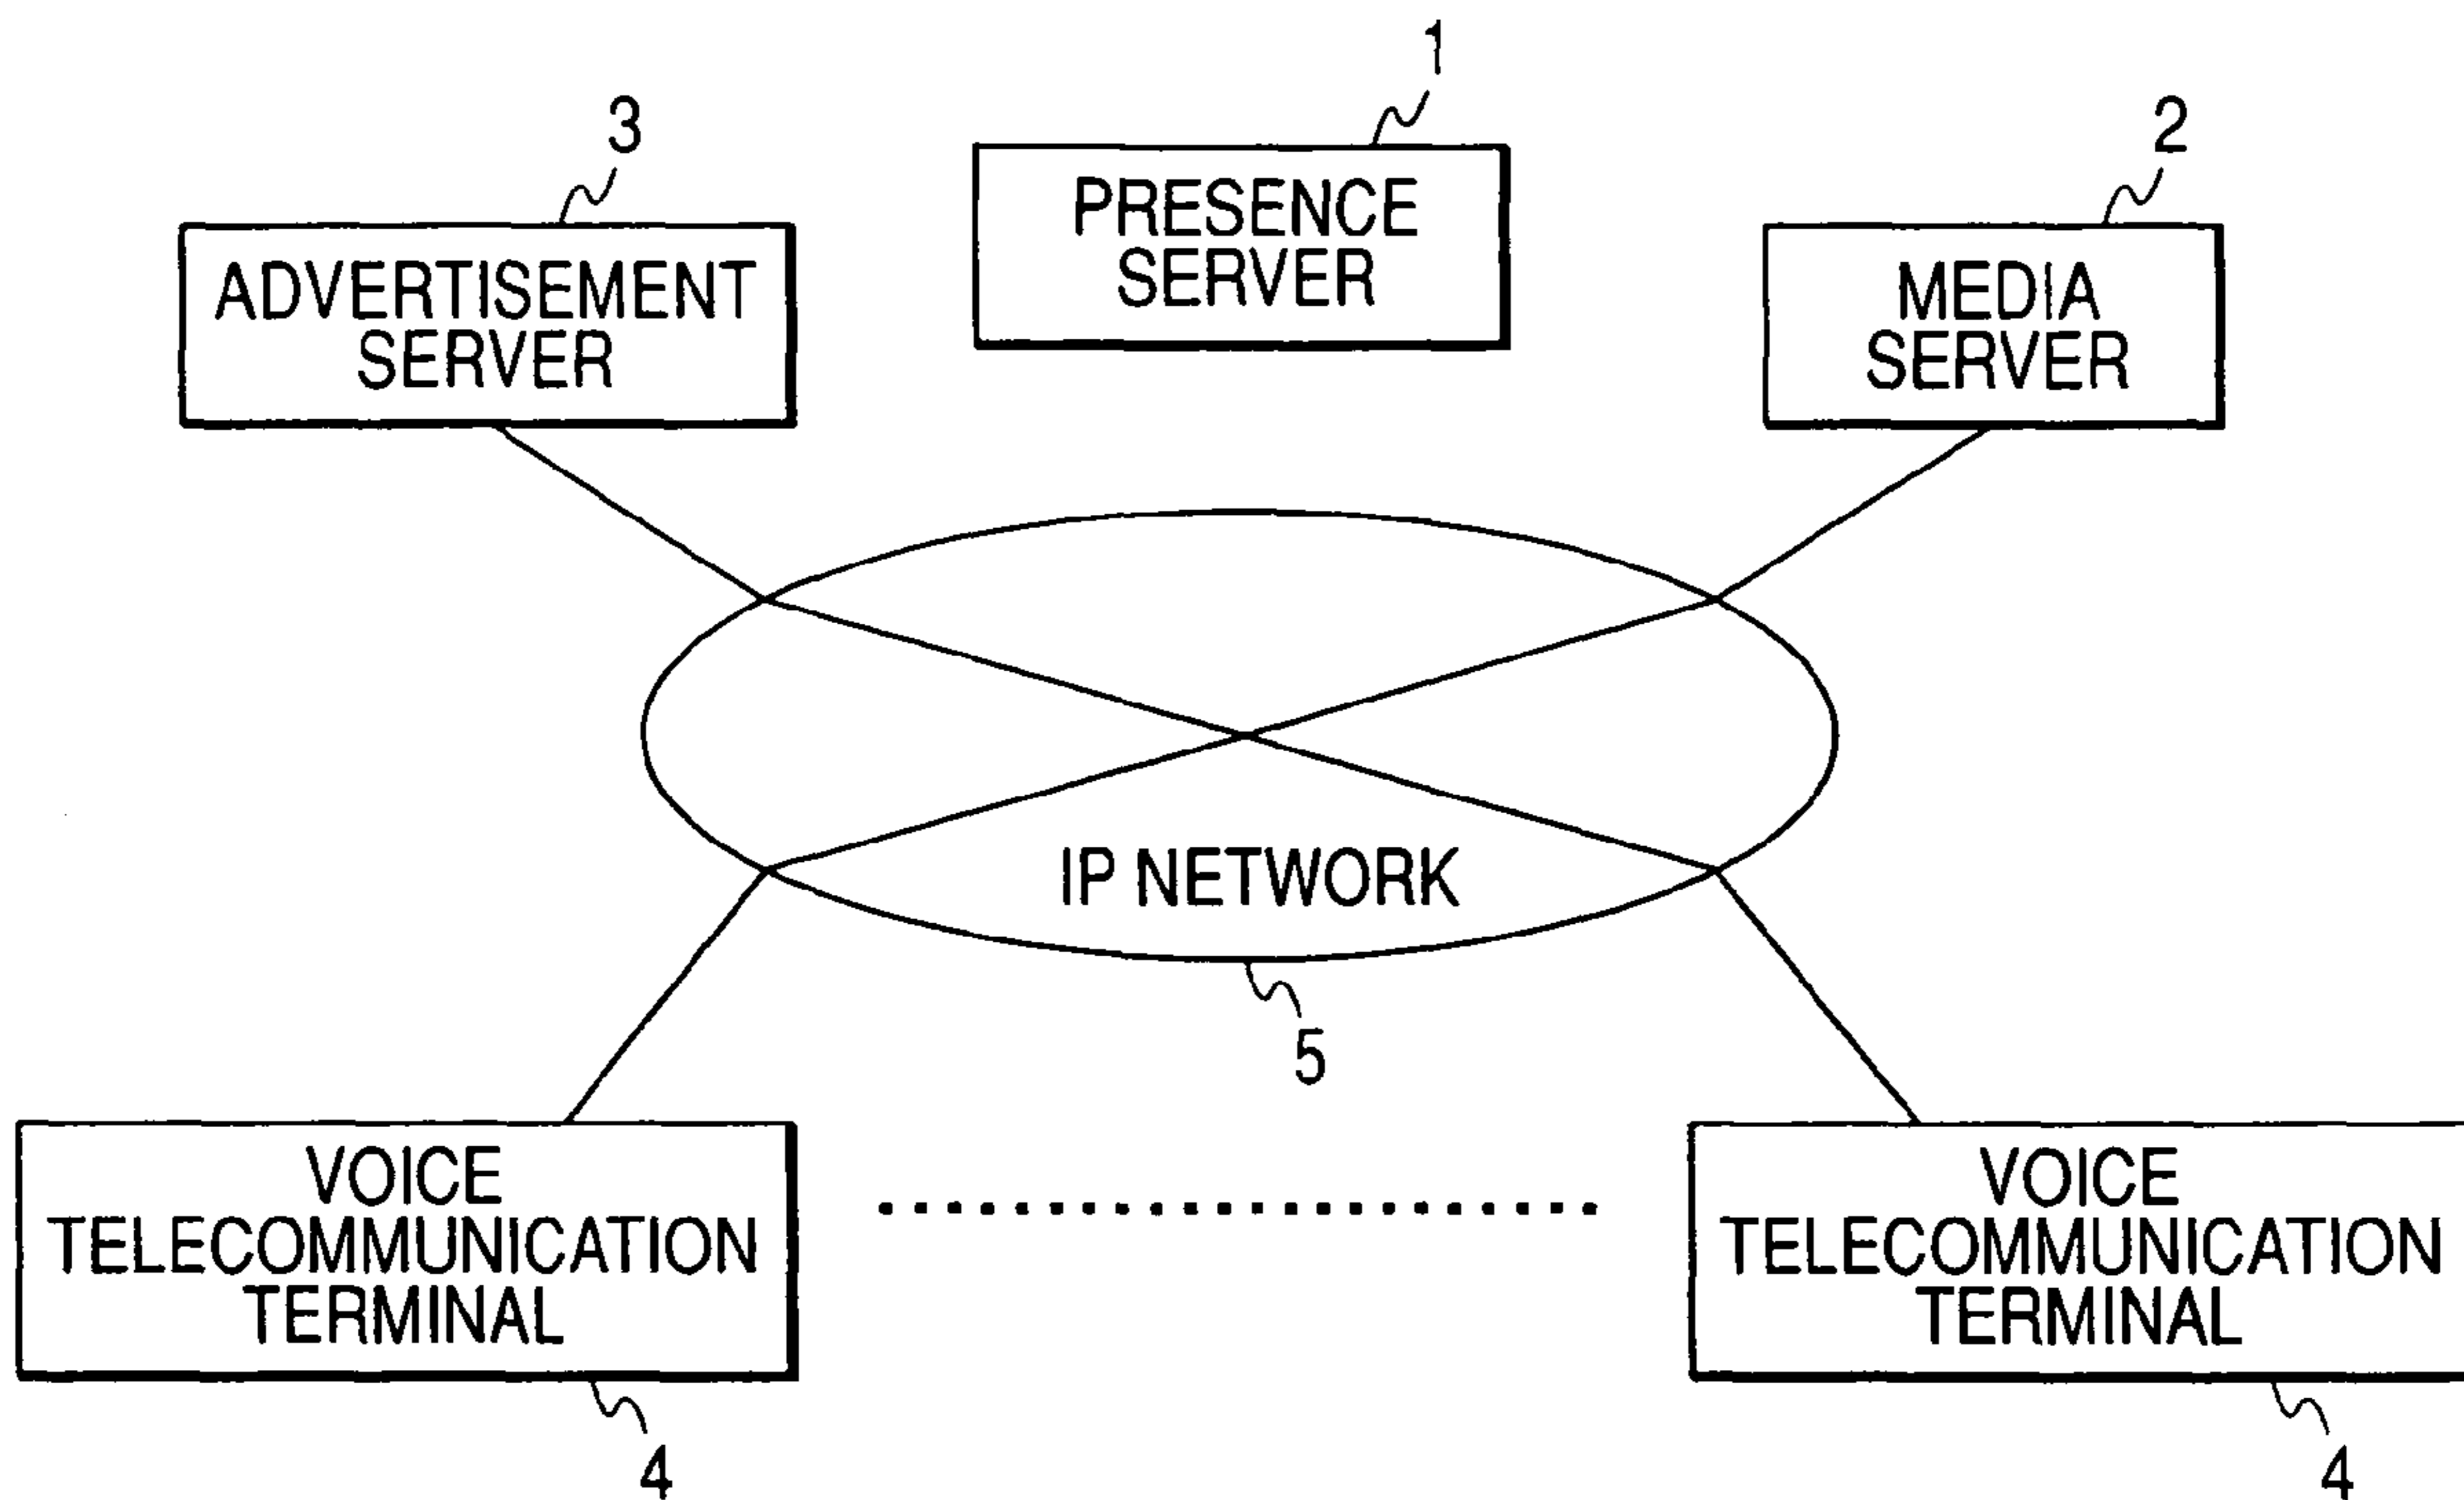 1
3
2
PRESENCE
SERVER
ADVERTISEMENT
SERVER
MEDIA
SERVER
IP NETWORK
5
VOICE
TELECOMMUNICATION
TERMINAL
VOICE
TELECOMMUNICATION
TERMINAL
4
4